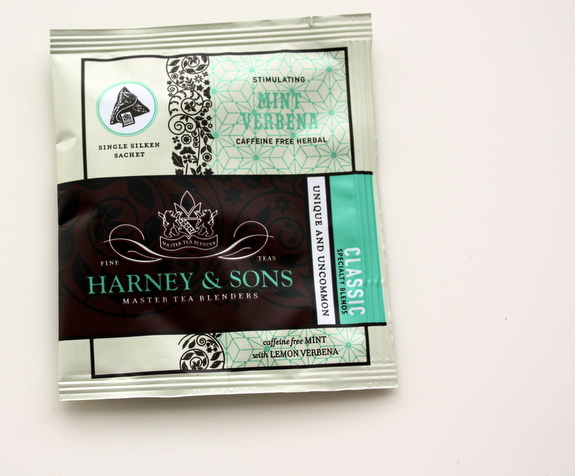 STIMULATING
MINT
VERBENA
CAFFEINE FREE HERBAL
SINGLE SILKEN
SACHET
MASTER TEA BLENDER
FINE TEAS
HARNEY & SONS
MASTER TEA BLENDERS
UNIQUE AND UNCOMMON
CLASSIC
SPECIALTY BLENDS
caffeine free MINT
with LEMON VERBENA